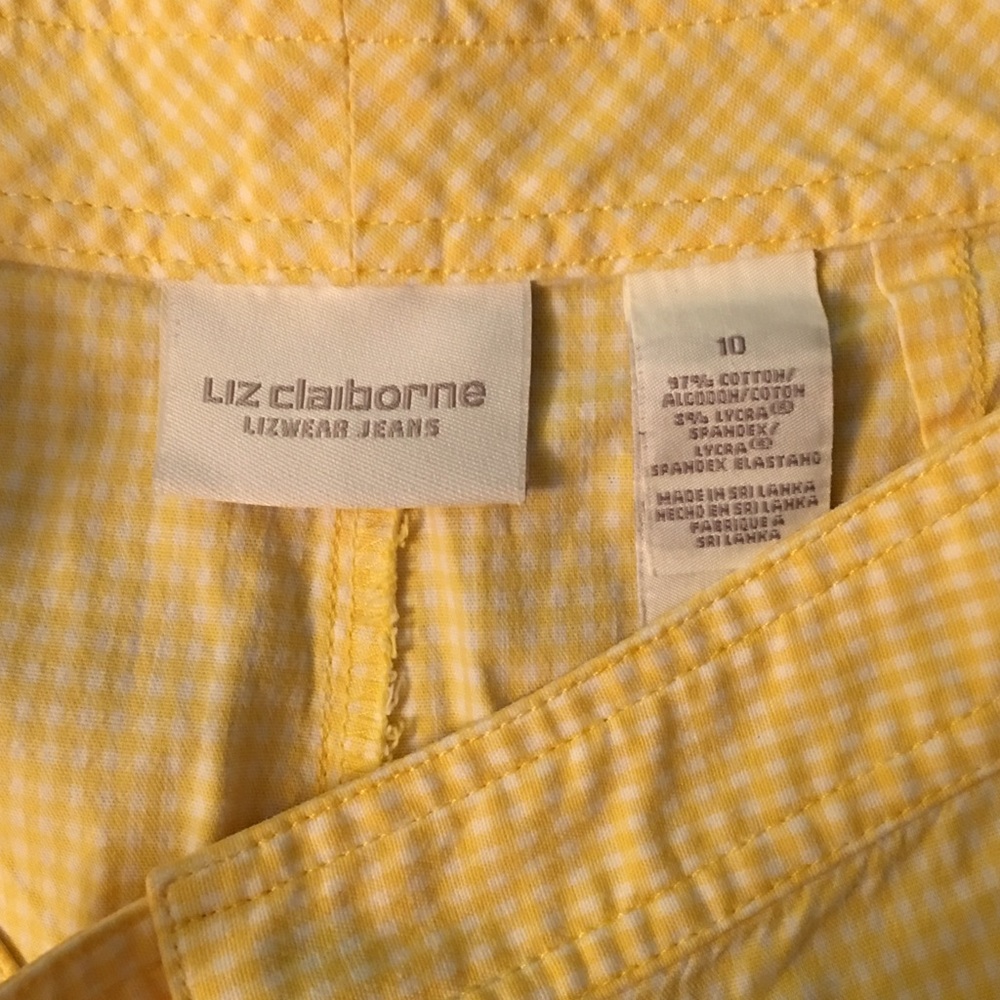 LIZ claiborne
LIZWEAR JEANS
10
97% COTTON/
ALGODON/COTON
3% LYCRA®
SPANDEX/
LYCRA®
SPANDEX ELASTANO
MADE IN SRI LANKA
HECHO EN SRI LANKA
FABRIQUE A
SRI LANKA